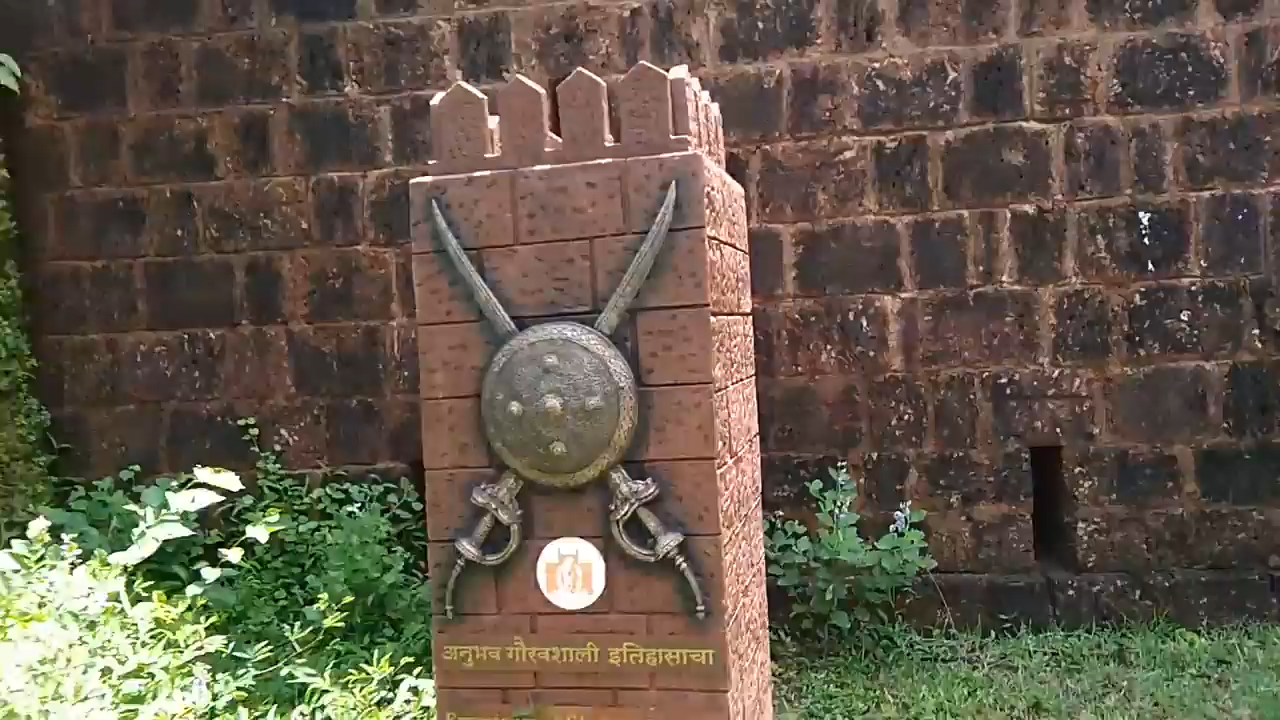 अनुभव गौरवशाली इतिहासाचा